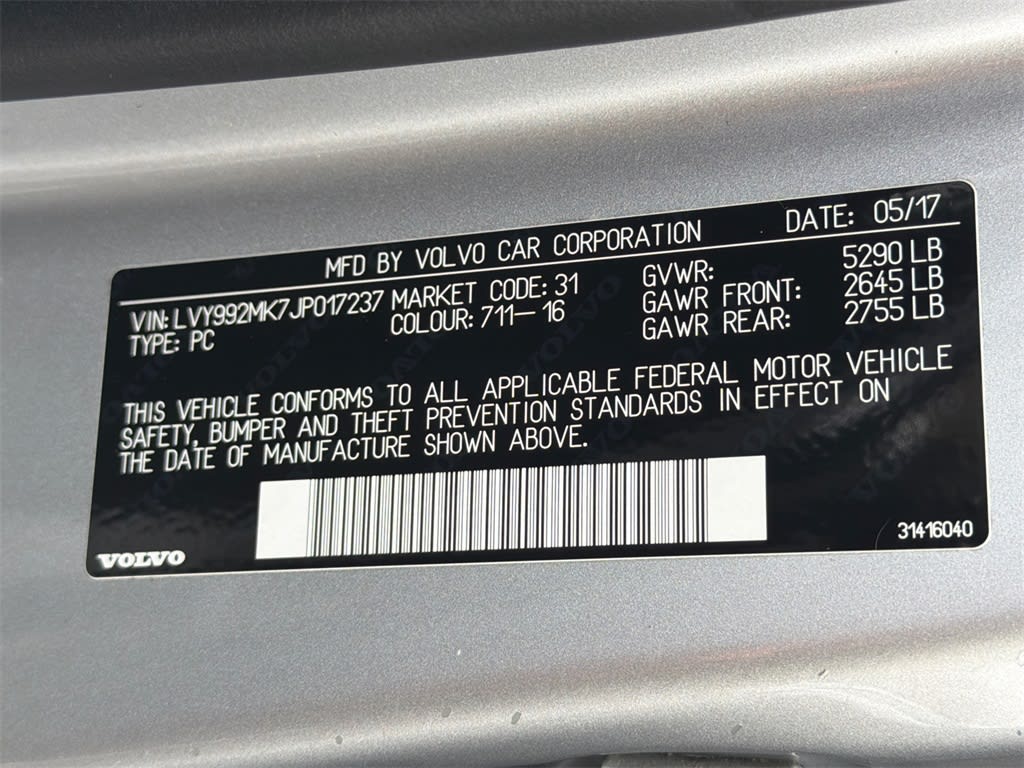 MFD BY VOLVO CAR CORPORATION DATE: 05/17
VIN: LVY992MK7JP017237 MARKET CODE: 31 GVWR: 5290 LB
TYPE: PC COLOUR: 711-16 GAWR FRONT: 2645 LB
GAWR REAR: 2755 LB
THIS VEHICLE CONFORMS TO ALL APPLICABLE FEDERAL MOTOR VEHICLE
SAFETY, BUMPER AND THEFT PREVENTION STANDARDS IN EFFECT ON
THE DATE OF MANUFACTURE SHOWN ABOVE.
VOLVO 31416040